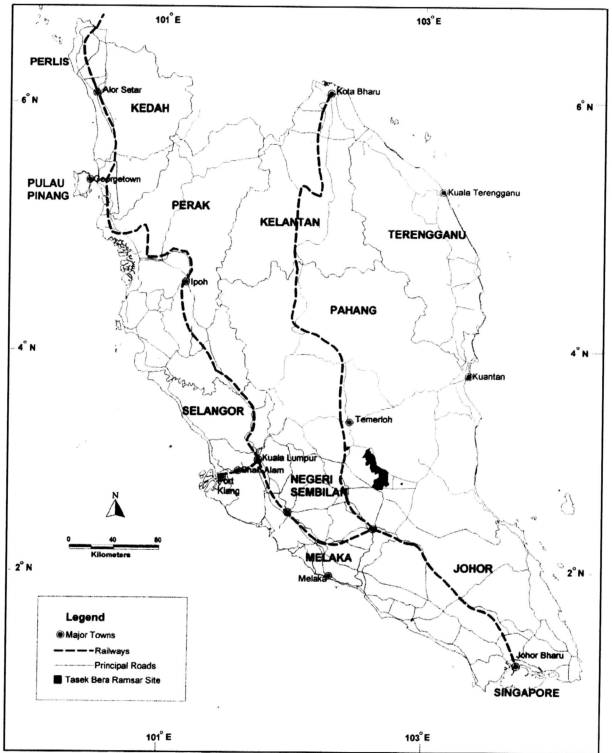 101° E
103° E
PERLIS
Alor Setar
6° N
KEDAH
Kota Bharu
6° N
Georgetown
PULAU
PINANG
PERAK
KELANTAN
Kuala Terengganu
TERENGGANU
Ipoh
PAHANG
4° N
4° N
Kuantan
SELANGOR
Temerloh
Kuala Lumpur
Shah Alam
Port
Klang
NEGERI
SEMBILAN
N
0 40 80
Kilometers
MELAKA
JOHOR
2° N
2° N
Melaka
Legend
Major Towns
Railways
Principal Roads
Tasek Bera Ramsar Site
Johor Bharu
SINGAPORE
101° E
103° E